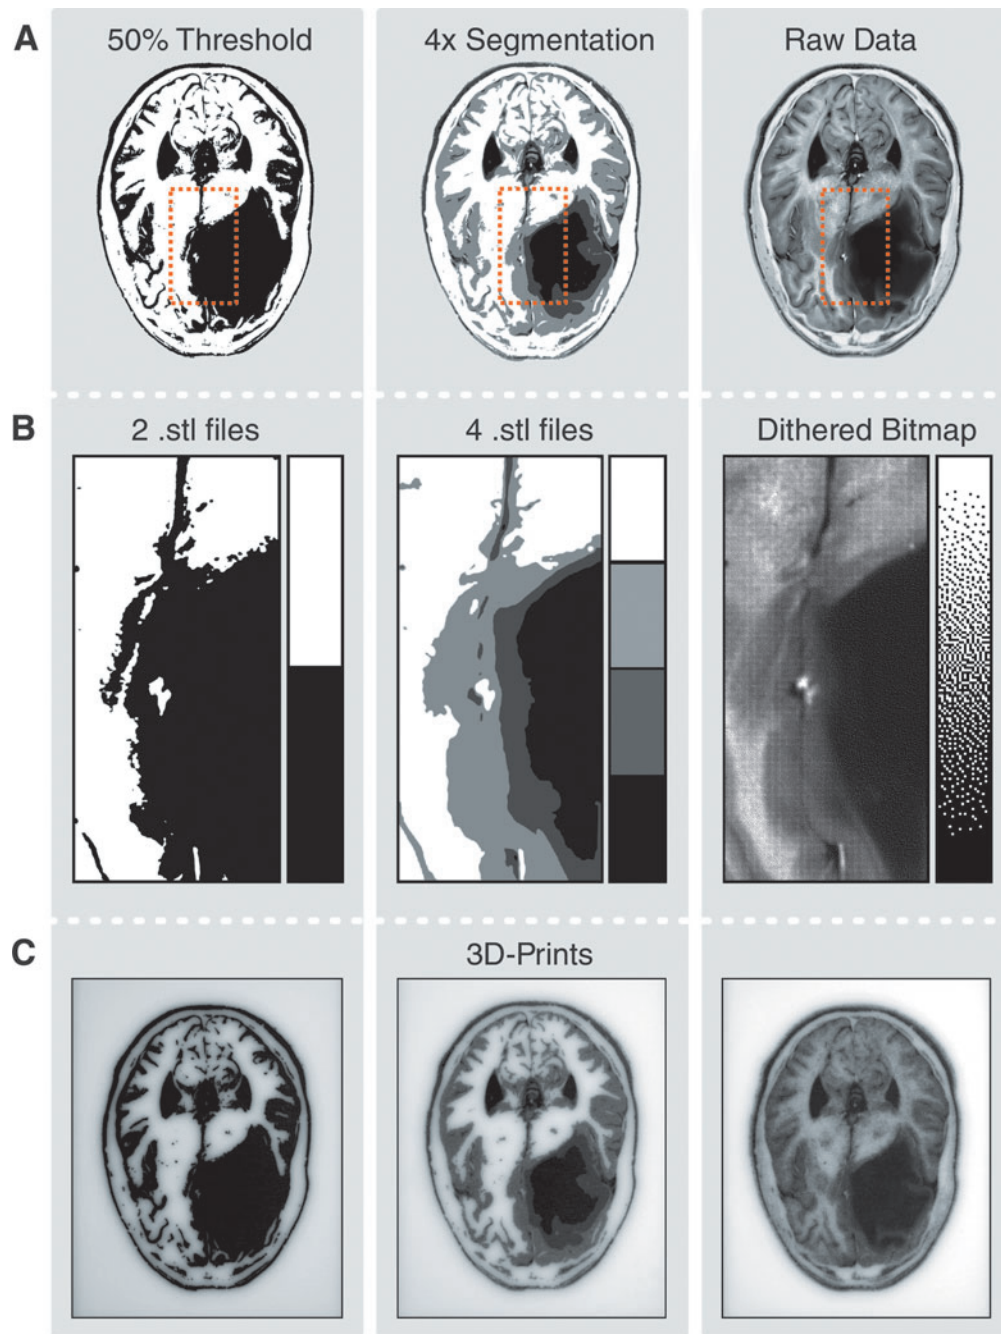 A
50% Threshold
4x Segmentation
Raw Data
B
2 .stl files
4 .stl files
Dithered Bitmap
C
3D-Prints